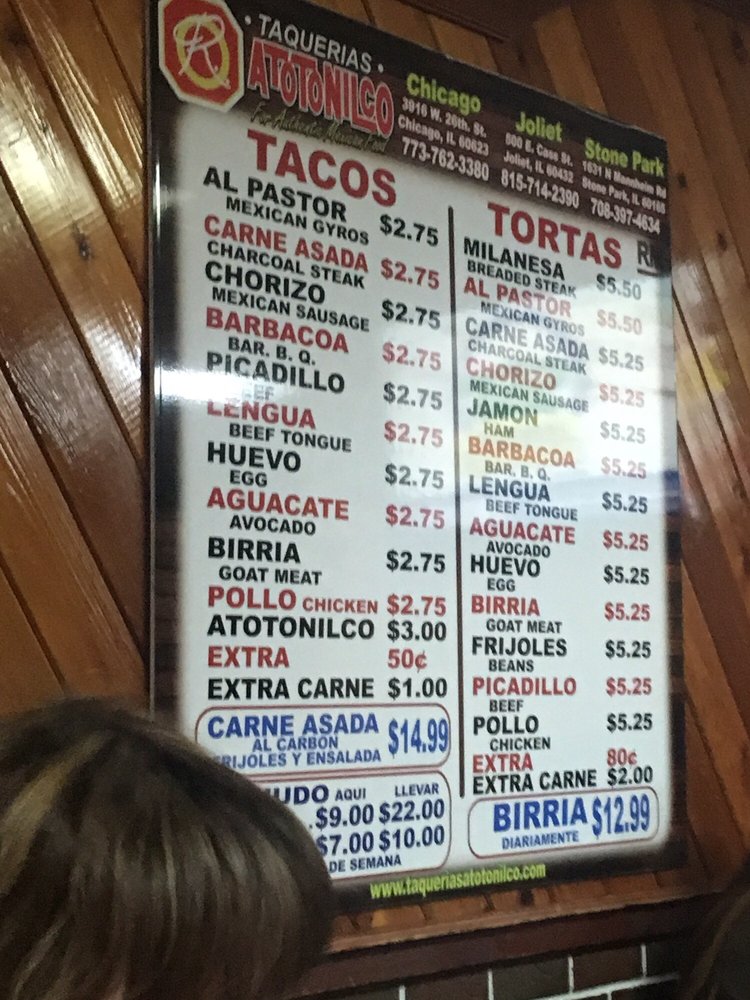 • TAQUERIAS •
ATOTONILCO
For Authentic Mexican Food
Chicago
3916 W. 26th. St.
Chicago, IL 60623
773-762-3380
Joliet
800 E. Cass St.
Joliet, IL 60432
815-714-2390
Stone Park
1631 N Mannheim Rd
Stone Park, IL 60165
708-397-4634
TACOS
AL PASTOR $2.75
MEXICAN GYROS
CARNE ASADA $2.75
CHARCOAL STEAK
CHORIZO $2.75
MEXICAN SAUSAGE
BARBACOA $2.75
BAR. B. Q.
PICADILLO $2.75
LENGUA $2.75
BEEF TONGUE
HUEVO $2.75
EGG
AGUACATE $2.75
AVOCADO
BIRRIA $2.75
GOAT MEAT
POLLO CHICKEN $2.75
ATOTONILCO $3.00
EXTRA 50¢
EXTRA CARNE $1.00
CARNE ASADA $14.99
AL CARBON
FRIJOLES Y ENSALADA
UDO AQUI LLEVAR
$9.00 $22.00
$7.00 $10.00
DE SEMANA
TORTAS
MILANESA $5.50
BREADED STEAK
AL PASTOR $5.50
MEXICAN GYROS
CARNE ASADA $5.25
CHARCOAL STEAK
CHORIZO $5.25
MEXICAN SAUSAGE
JAMON $5.25
HAM
BARBACOA $5.25
BAR. B. Q.
LENGUA $5.25
BEEF TONGUE
AGUACATE $5.25
AVOCADO
HUEVO $5.25
EGG
BIRRIA $5.25
GOAT MEAT
FRIJOLES $5.25
BEANS
PICADILLO $5.25
BEEF
POLLO $5.25
CHICKEN
EXTRA 80¢
EXTRA CARNE $2.00
BIRRIA $12.99
DIARIAMENTE
www.taqueriasatotonilco.com